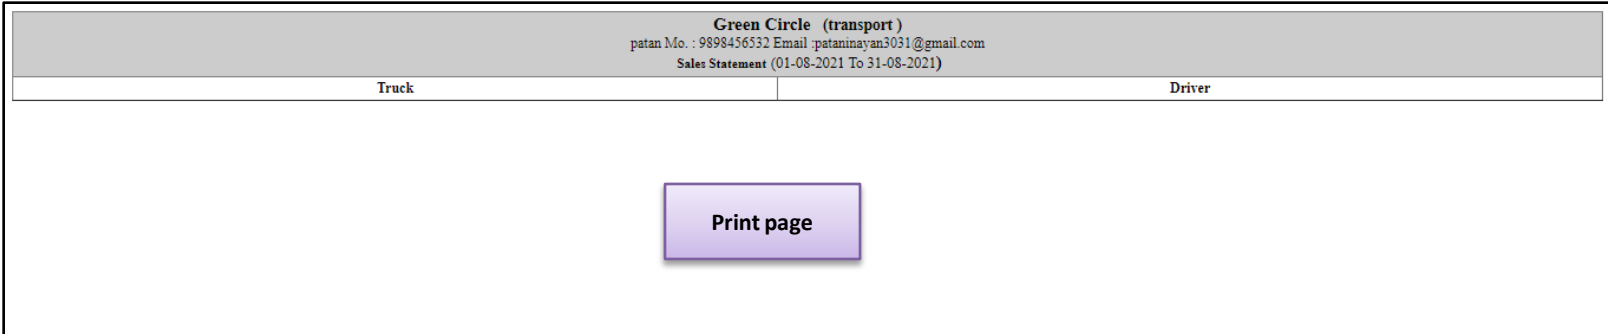 Green Circle (transport )
patan Mo. : 9898456532 Email :pataninayan3031@gmail.com
Sales Statement (01-08-2021 To 31-08-2021)
Truck Driver
Print page